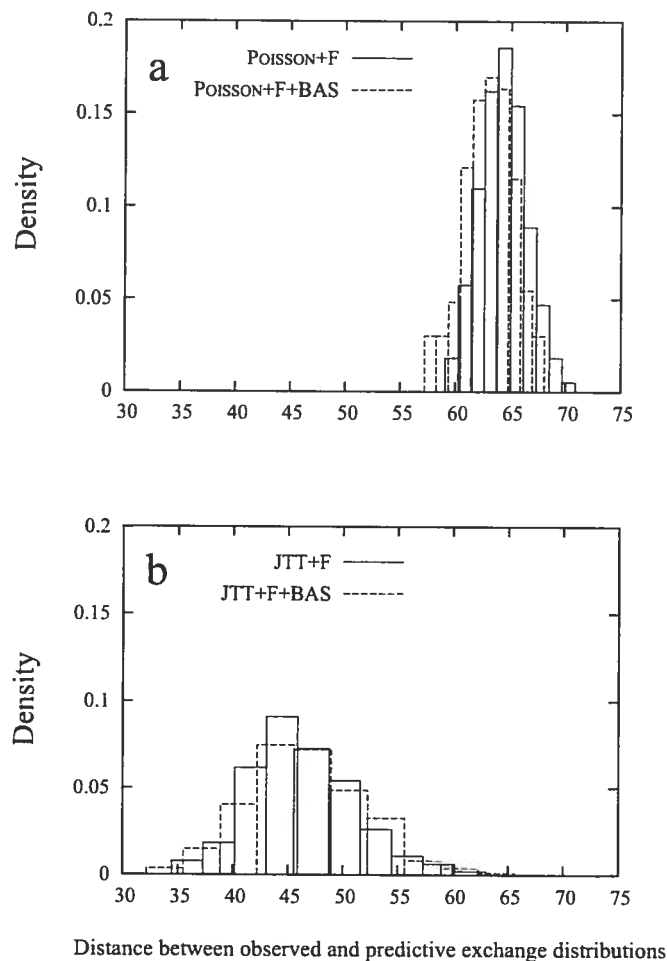 0.2
a
POISSON+F
POISSON+F+BAS
0.15
Density
0.1
0.05
0
30 35 40 45 50 55 60 65 70 75
0.2
b
JTT+F
JTT+F+BAS
0.15
Density
0.1
0.05
0
30 35 40 45 50 55 60 65 70 75
Distance between observed and predictive exchange distributions